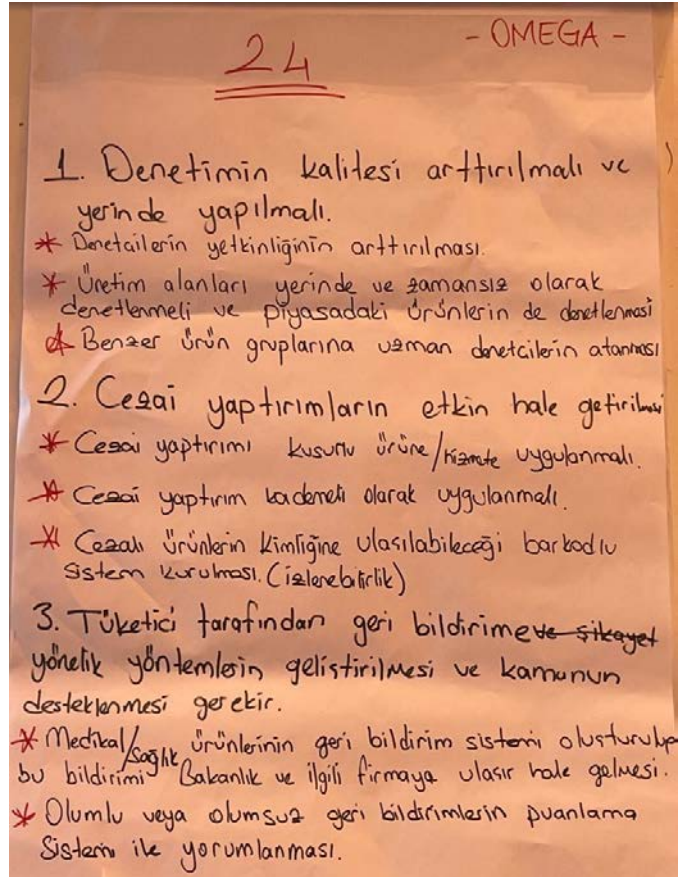 - OMEGA -
24
1. Denetimin kalitesi arttırılmalı ve
yerinde yapılmalı.
* Denetcilerin yetkinliğinin arttırılması.
* Üretim alanları yerinde ve zamansız olarak
denetlenmeli ve piyasadaki ürünlerin de denetlenmesi
* Benzer ürün gruplarına uzman denetcilerin atanması
2. Cezai yaptırımların etkin hale getirilmesi
* Cezai yaptırımı kusurlu ürüne/hizmete uygulanmalı.
* Cezai yaptırım kademeli olarak uygulanmalı.
* Cezalı ürünlerin kimliğine ulaşılabileceği barkodlu
sistem kurulması. (izlenebilirlik)
3. Tüketici tarafından geri bildirime ve şikayet
yönelik yöntemlerin geliştirilmesi ve kamunun
desteklenmesi gerekir.
* Medikal/Sağlık ürünlerinin geri bildirim sistemi oluşturulup
bu bildirimi Bakanlık ve ilgili firmaya ulaşır hale gelmesi.
* Olumlu veya olumsuz geri bildirimlerin puanlama
Sistemi ile yorumlanması.